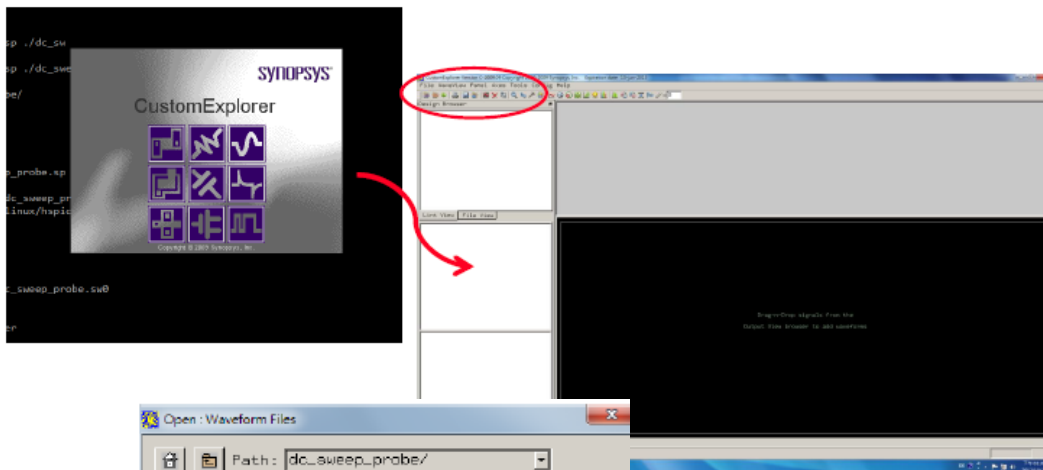 sp ./dc_sw
sp ./dc_swe
be/
p_probe.sp
dc_sweep_pr
linux/hspic
c_sweep_probe.sw0
er
SYNOPSYS
CustomExplorer
Copyright © 2009 Synopsys, Inc.
File WaveView Panel Axes Tools Config Help
Design Browser
Live View File View
Drag-n-Drop signals from the
Output View browser to add waveforms
Open : Waveform Files
Path: dc_sweep_probe/